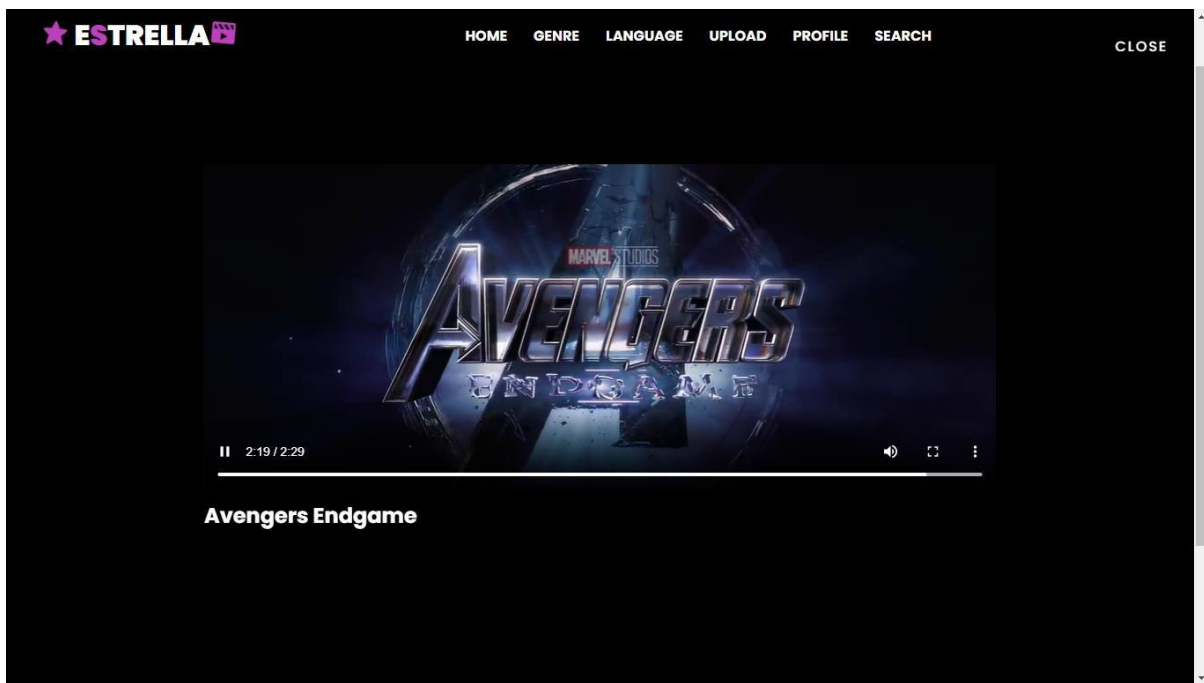 ESTRELLA
HOME GENRE LANGUAGE UPLOAD PROFILE SEARCH
CLOSE
MARVEL STUDIOS
AVENGERS
ENDGAME
2:19 / 2:29
Avengers Endgame